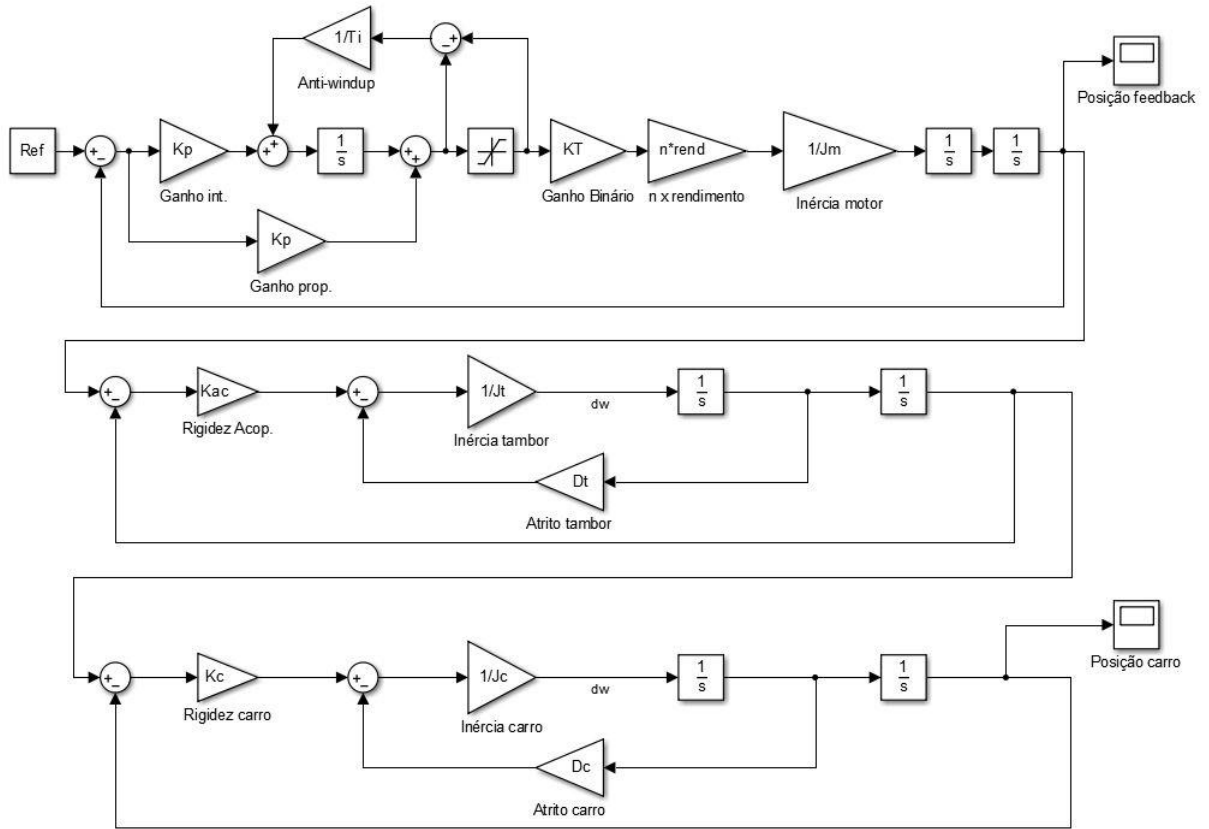 1/Ti
Anti-windup
Posição feedback
Ref
Kp
1
s
KT
n*rend
1/Jm
1
s
1
s
Ganho int.
Ganho Binário
n x rendimento
Inércia motor
Kp
Ganho prop.
Kac
1/Jt
dw
1
s
1
s
Rigidez Acop.
Inércia tambor
Dt
Atrito tambor
Kc
1/Jc
dw
1
s
1
s
Posição carro
Rigidez carro
Inércia carro
Dc
Atrito carro